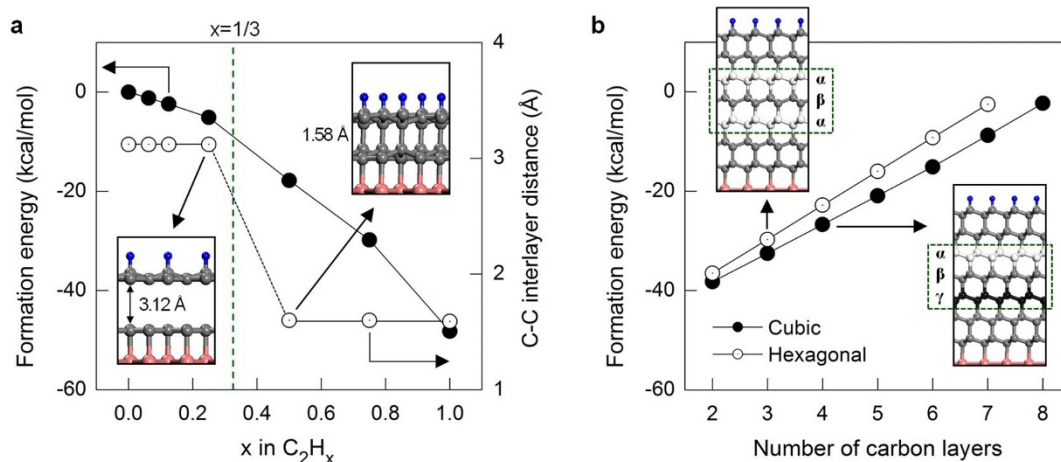 a
x=1/3
Formation energy (kcal/mol)
0
-20
-40
-60
0.0 0.2 0.4 0.6 0.8 1.0
x in C₂Hₓ
4
3
2
1
C-C interlayer distance (Å)
1.58 Å
3.12 Å
b
Formation energy (kcal/mol)
0
-20
-40
-60
2 3 4 5 6 7 8
Number of carbon layers
α
β
α
α
β
γ
Cubic
Hexagonal